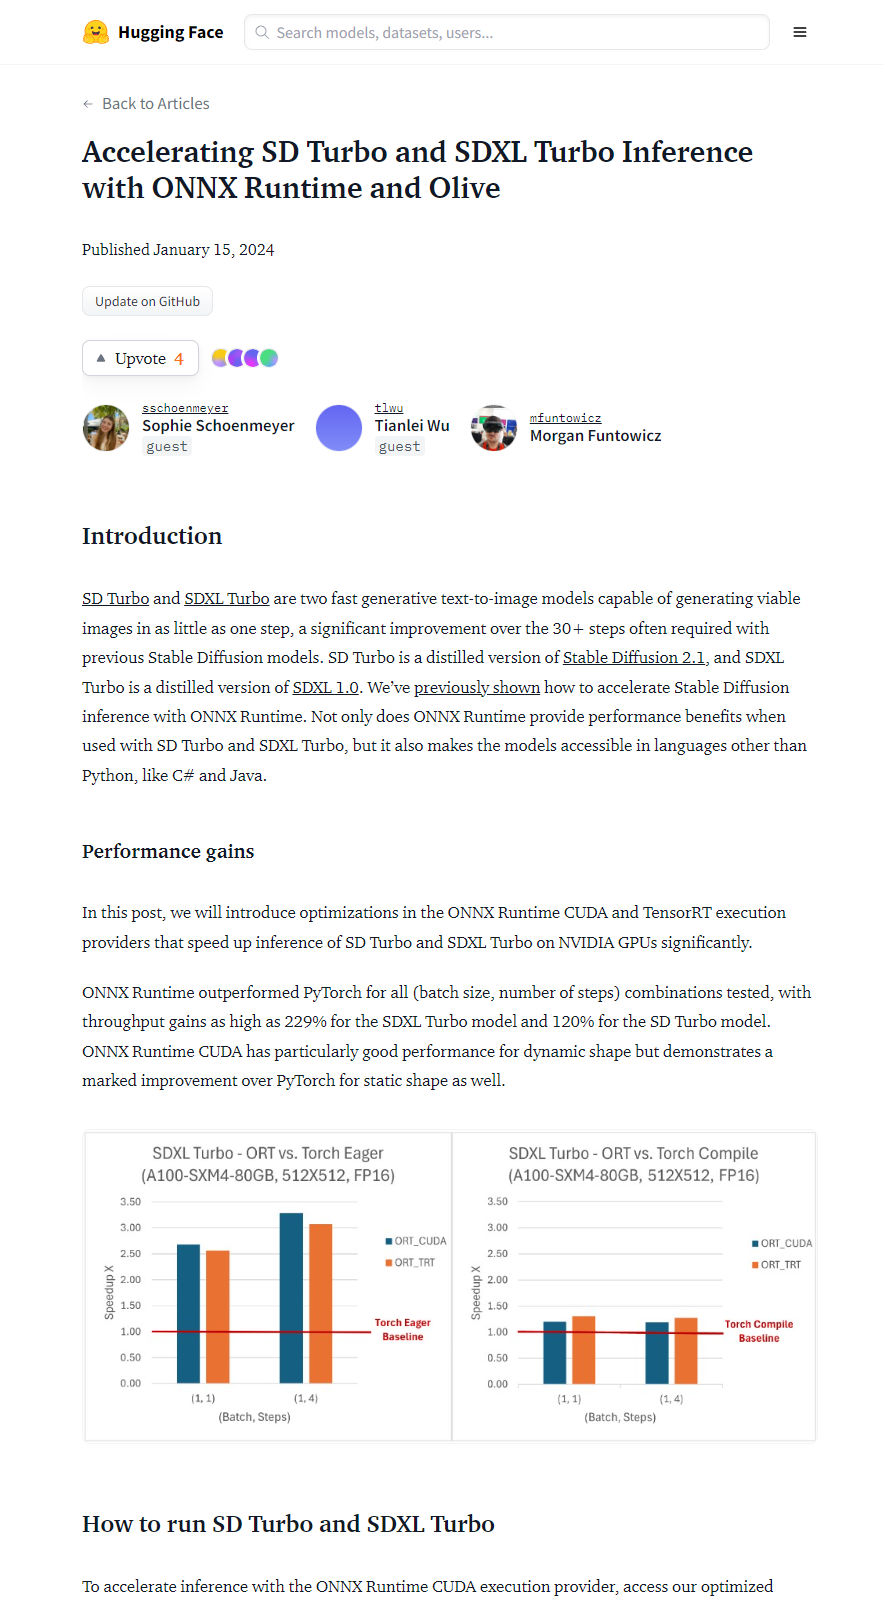 Hugging Face
Search models, datasets, users...
Back to Articles
Accelerating SD Turbo and SDXL Turbo Inference
with ONNX Runtime and Olive
Published January 15, 2024
Update on GitHub
Upvote 4
sschoenmeyer
Sophie Schoenmeyer
guest
tlwu
Tianlei Wu
guest
mfuntowicz
Morgan Funtowicz
Introduction
SD Turbo and SDXL Turbo are two fast generative text-to-image models capable of generating viable
images in as little as one step, a significant improvement over the 30+ steps often required with
previous Stable Diffusion models. SD Turbo is a distilled version of Stable Diffusion 2.1, and SDXL
Turbo is a distilled version of SDXL 1.0. We’ve previously shown how to accelerate Stable Diffusion
inference with ONNX Runtime. Not only does ONNX Runtime provide performance benefits when
used with SD Turbo and SDXL Turbo, but it also makes the models accessible in languages other than
Python, like C# and Java.
Performance gains
In this post, we will introduce optimizations in the ONNX Runtime CUDA and TensorRT execution
providers that speed up inference of SD Turbo and SDXL Turbo on NVIDIA GPUs significantly.
ONNX Runtime outperformed PyTorch for all (batch size, number of steps) combinations tested, with
throughput gains as high as 229% for the SDXL Turbo model and 120% for the SD Turbo model.
ONNX Runtime CUDA has particularly good performance for dynamic shape but demonstrates a
marked improvement over PyTorch for static shape as well.
SDXL Turbo - ORT vs. Torch Eager
(A100-SXM4-80GB, 512X512, FP16)
3.50
3.00
2.50
2.00
1.50
1.00
0.50
0.00
Speedup X
ORT_CUDA
ORT_TRT
Torch Eager
Baseline
(1, 1)
(1, 4)
(Batch, Steps)
SDXL Turbo - ORT vs. Torch Compile
(A100-SXM4-80GB, 512X512, FP16)
3.50
3.00
2.50
2.00
1.50
1.00
0.50
0.00
Speedup X
ORT_CUDA
ORT_TRT
Torch Compile
Baseline
(1, 1)
(1, 4)
(Batch, Steps)
How to run SD Turbo and SDXL Turbo
To accelerate inference with the ONNX Runtime CUDA execution provider, access our optimized